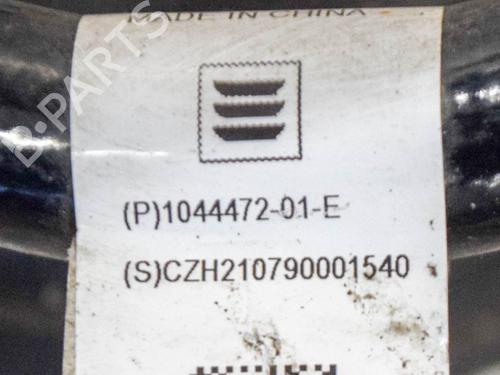 MADE IN CHINA
(P)1044472-01-E
(S)CZH210790001540
B-PARTS